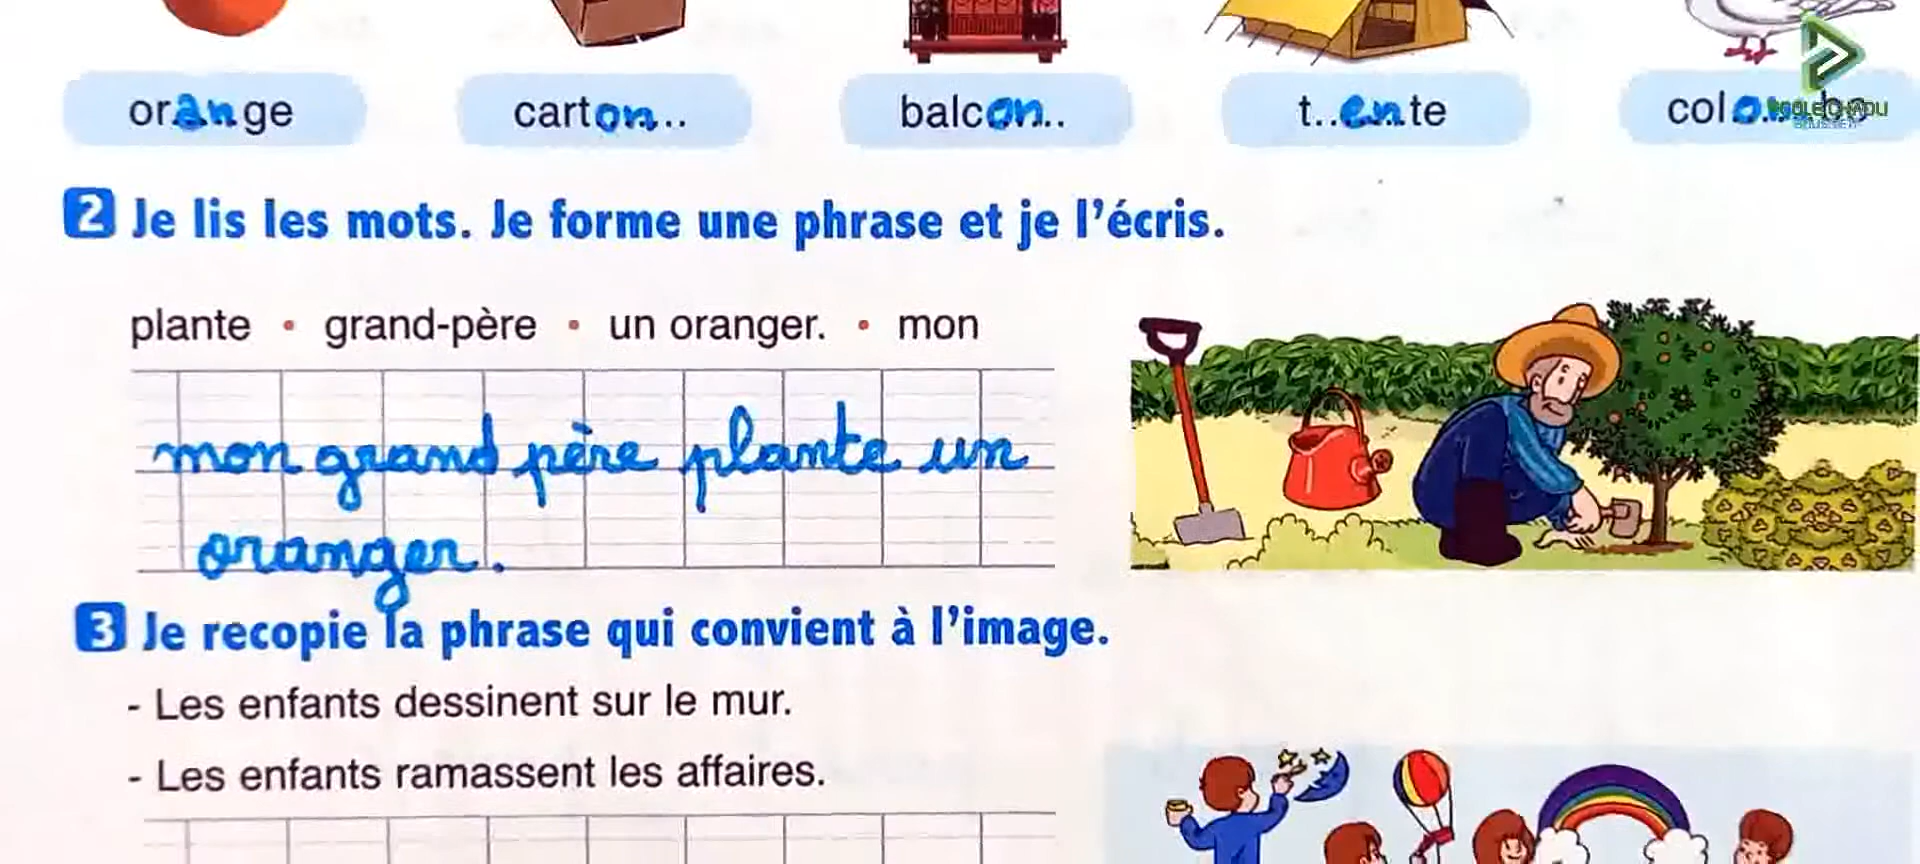 orange
carton..
balcon..
t..ente
colombe
2 Je lis les mots. Je forme une phrase et je l'écris.
plante • grand-père • un oranger. • mon
mon grand père plante un
oranger.
3 Je recopie la phrase qui convient à l'image.
- Les enfants dessinent sur le mur.
- Les enfants ramassent les affaires.